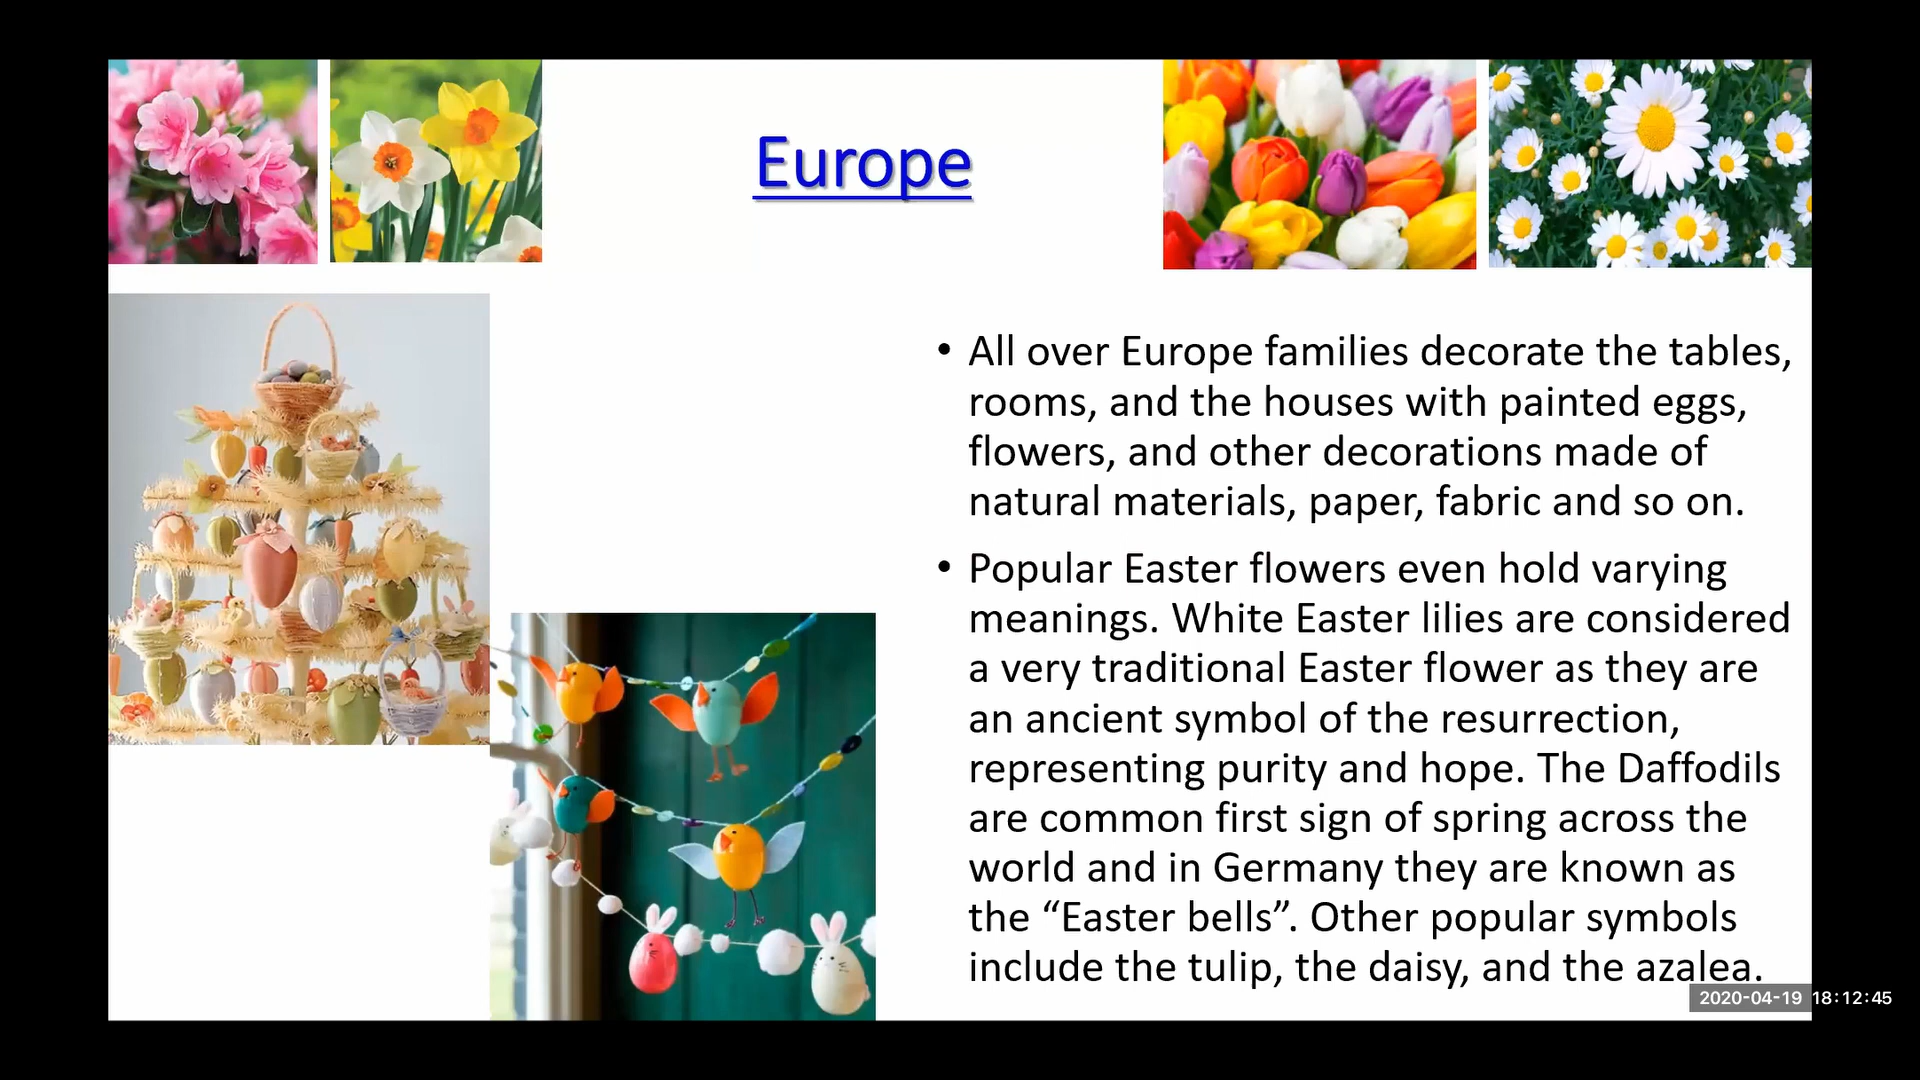 Europe
• All over Europe families decorate the tables,
rooms, and the houses with painted eggs,
flowers, and other decorations made of
natural materials, paper, fabric and so on.
• Popular Easter flowers even hold varying
meanings. White Easter lilies are considered
a very traditional Easter flower as they are
an ancient symbol of the resurrection,
representing purity and hope. The Daffodils
are common first sign of spring across the
world and in Germany they are known as
the “Easter bells”. Other popular symbols
include the tulip, the daisy, and the azalea.
2020-04-19 18:12:45